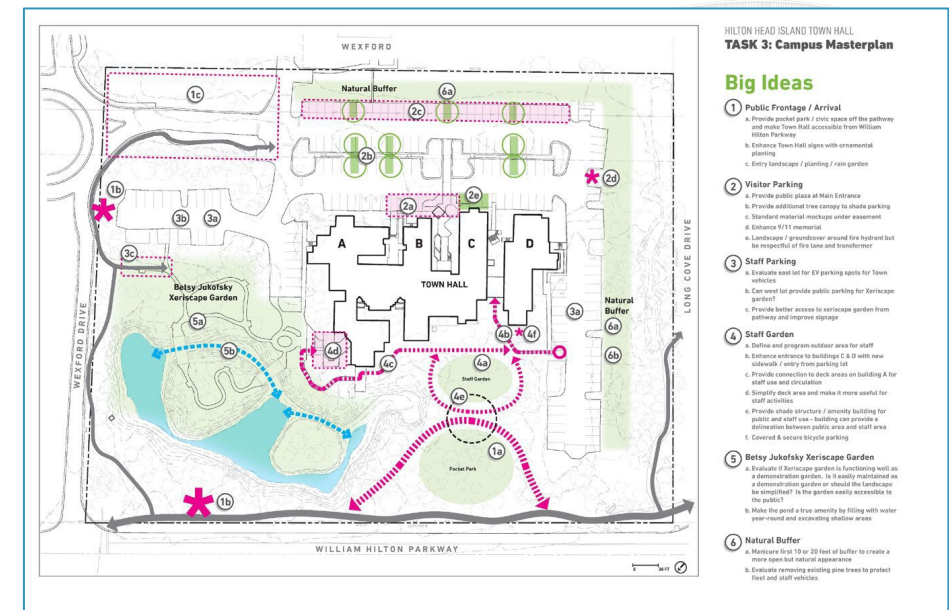 HILTON HEAD ISLAND TOWN HALL
TASK 3: Campus Masterplan
Big Ideas
1 Public Frontage / Arrival
a. Provide pocket park / civic space off the pathway
and make Town Hall accessible from William
Hilton Parkway
b. Enhance Town Hall signs with ornamental
planting
c. Entry landscape / planting / rain garden
2 Visitor Parking
a. Provide public plaza at Main Entrance
b. Provide additional tree canopy to shade parking
c. Standard material mockups under easement
d. Enhance 9/11 memorial
e. Landscape / groundcover around fire hydrant but
be respectful of fire lane and transformer
3 Staff Parking
a. Evaluate east lot for EV parking spots for Town
vehicles
b. Can west lot provide public parking for Xeriscape
garden?
c. Provide better access to xeriscape garden from
pathway and improve signage
4 Staff Garden
a. Define and program outdoor area for staff
b. Enhance entrance to buildings C & D with new
sidewalk / entry from parking lot
c. Provide connection to deck areas on building A for
staff use and circulation
d. Simplify deck area and make it more useful for
staff activities
e. Provide shade structure / amenity building for
public and staff use - building can provide a
delineation between public area and staff area
f. Covered & secure bicycle parking
5 Betsy Jukofsky Xeriscape Garden
a. Evaluate if Xeriscape garden is functioning well as
a demonstration garden. Is it easily maintained as
a demonstration garden or should the landscape
be simplified? Is the garden easily accessible to
the public?
b. Make the pond a true amenity by filling with water
year-round and excavating shallow areas
6 Natural Buffer
a. Manicure first 10 or 20 feet of buffer to create a
more open but natural appearance
b. Evaluate removing existing pine trees to protect
fleet and staff vehicles
WEXFORD
Natural Buffer
6a
1c
2c
2b
2d
1b
2a
2e
3b
3a
A
B
C
D
3c
TOWN HALL
Betsy Jukofsky
Xeriscape Garden
Natural
Buffer
3a
6a
5a
4b
4f
6b
5b
4d
4c
4a
Staff Garden
4e
1a
Pocket Park
1b
WEXFORD DRIVE
LONG COVE DRIVE
WILLIAM HILTON PARKWAY
0
30 FT